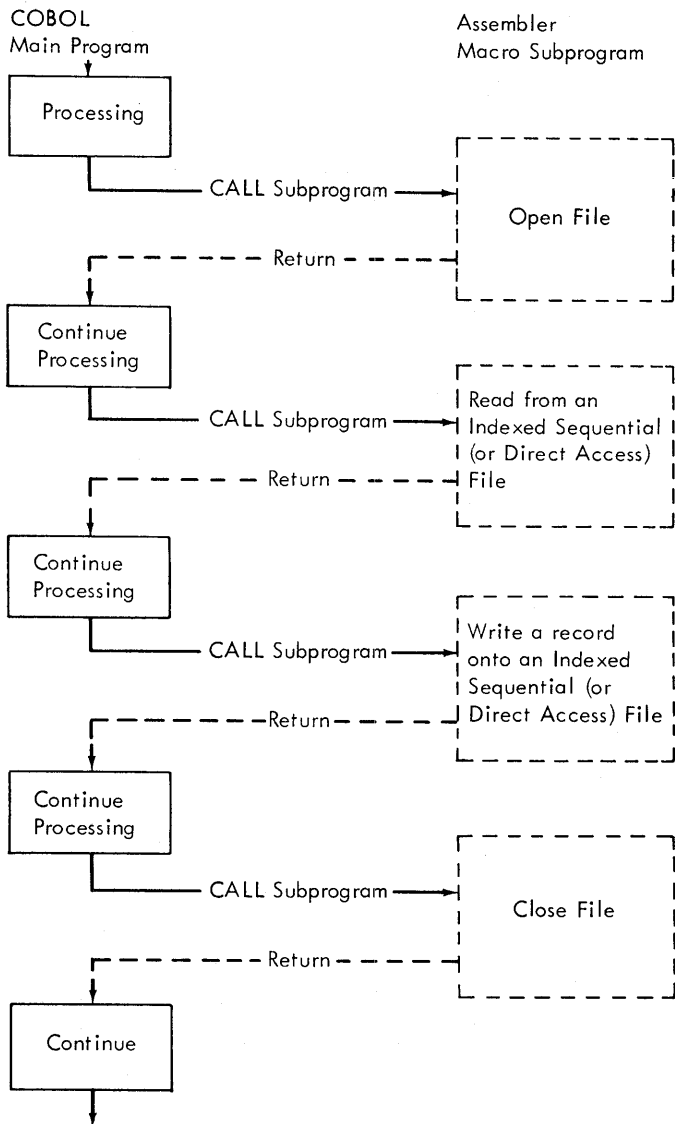 COBOL
Main Program
Assembler
Macro Subprogram
Processing
CALL Subprogram
Open File
Return
Continue
Processing
CALL Subprogram
Read from an
Indexed Sequential
(or Direct Access)
File
Return
Continue
Processing
CALL Subprogram
Write a record
onto an Indexed
Sequential (or
Direct Access) File
Return
Continue
Processing
CALL Subprogram
Close File
Return
Continue